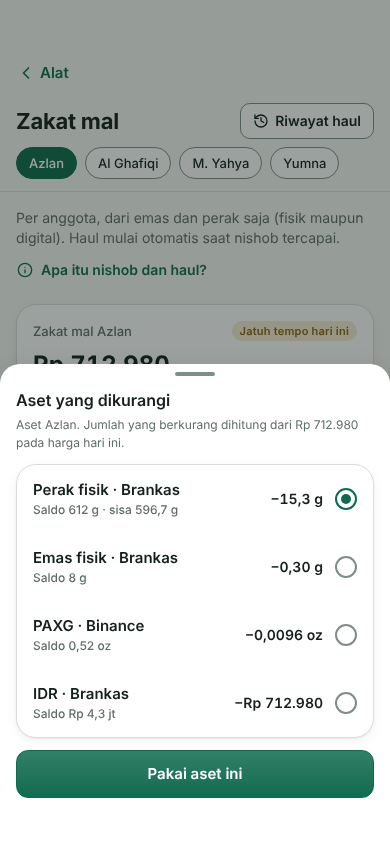 Alat
Zakat mal
Riwayat haul
Azlan
Al Ghafiqi
M. Yahya
Yumna
Per anggota, dari emas dan perak saja (fisik maupun
digital). Haul mulai otomatis saat nishob tercapai.
Apa itu nishob dan haul?
Zakat mal Azlan
Jatuh tempo hari ini
Rp 712.980
Aset yang dikurangi
Aset Azlan. Jumlah yang berkurang dihitung dari Rp 712.980
pada harga hari ini.
Perak fisik · Brankas
−15,3 g
Saldo 612 g · sisa 596,7 g
Emas fisik · Brankas
−0,30 g
Saldo 8 g
PAXG · Binance
−0,0096 oz
Saldo 0,52 oz
IDR · Brankas
−Rp 712.980
Saldo Rp 4,3 jt
Pakai aset ini